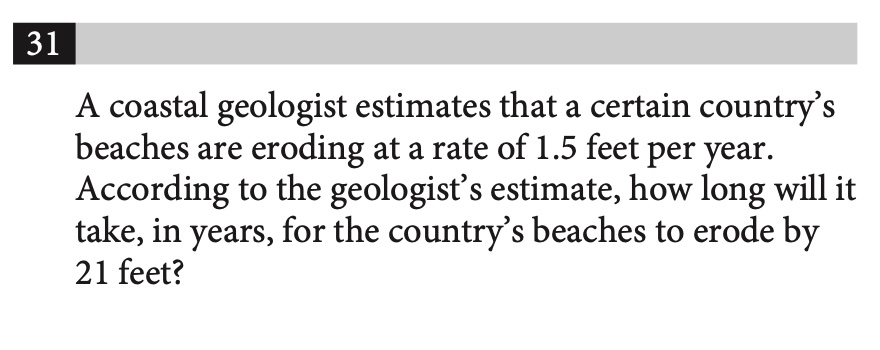 31
A coastal geologist estimates that a certain country’s
beaches are eroding at a rate of 1.5 feet per year.
According to the geologist’s estimate, how long will it
take, in years, for the country’s beaches to erode by
21 feet?